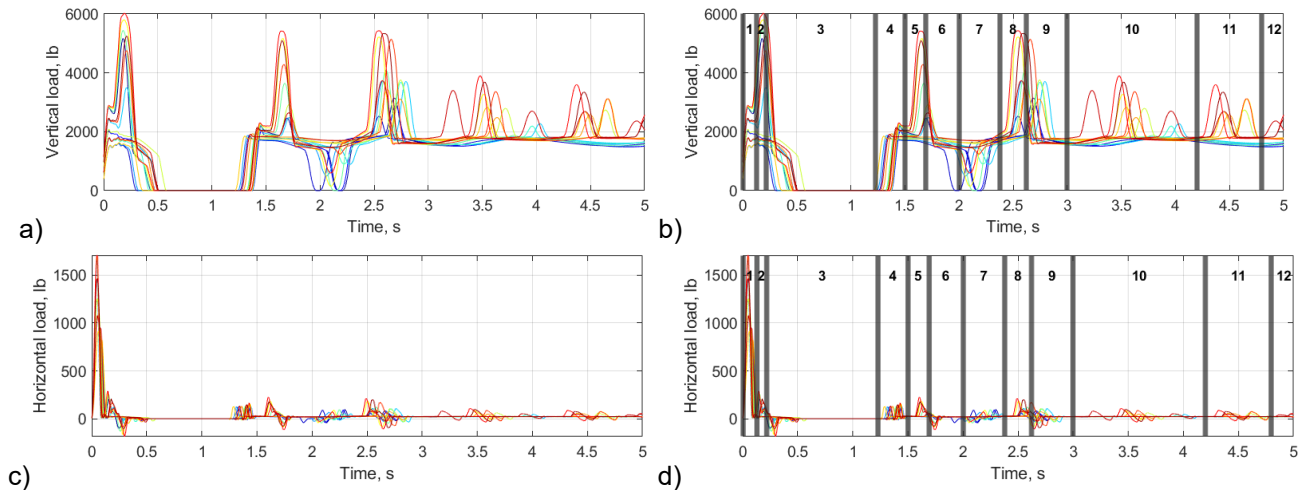 6000
4000
2000
0
Vertical load, lb
0 0.5 1 1.5 2 2.5 3 3.5 4 4.5 5
Time, s
a)
6000
4000
2000
0
Vertical load, lb
1 2 3 4 5 6 7 8 9 10 11 12
0 0.5 1 1.5 2 2.5 3 3.5 4 4.5 5
Time, s
b)
1500
1000
500
0
Horizontal load, lb
0 0.5 1 1.5 2 2.5 3 3.5 4 4.5 5
Time, s
c)
1500
1000
500
0
Horizontal load, lb
1 2 3 4 5 6 7 8 9 10 11 12
0 0.5 1 1.5 2 2.5 3 3.5 4 4.5 5
Time, s
d)